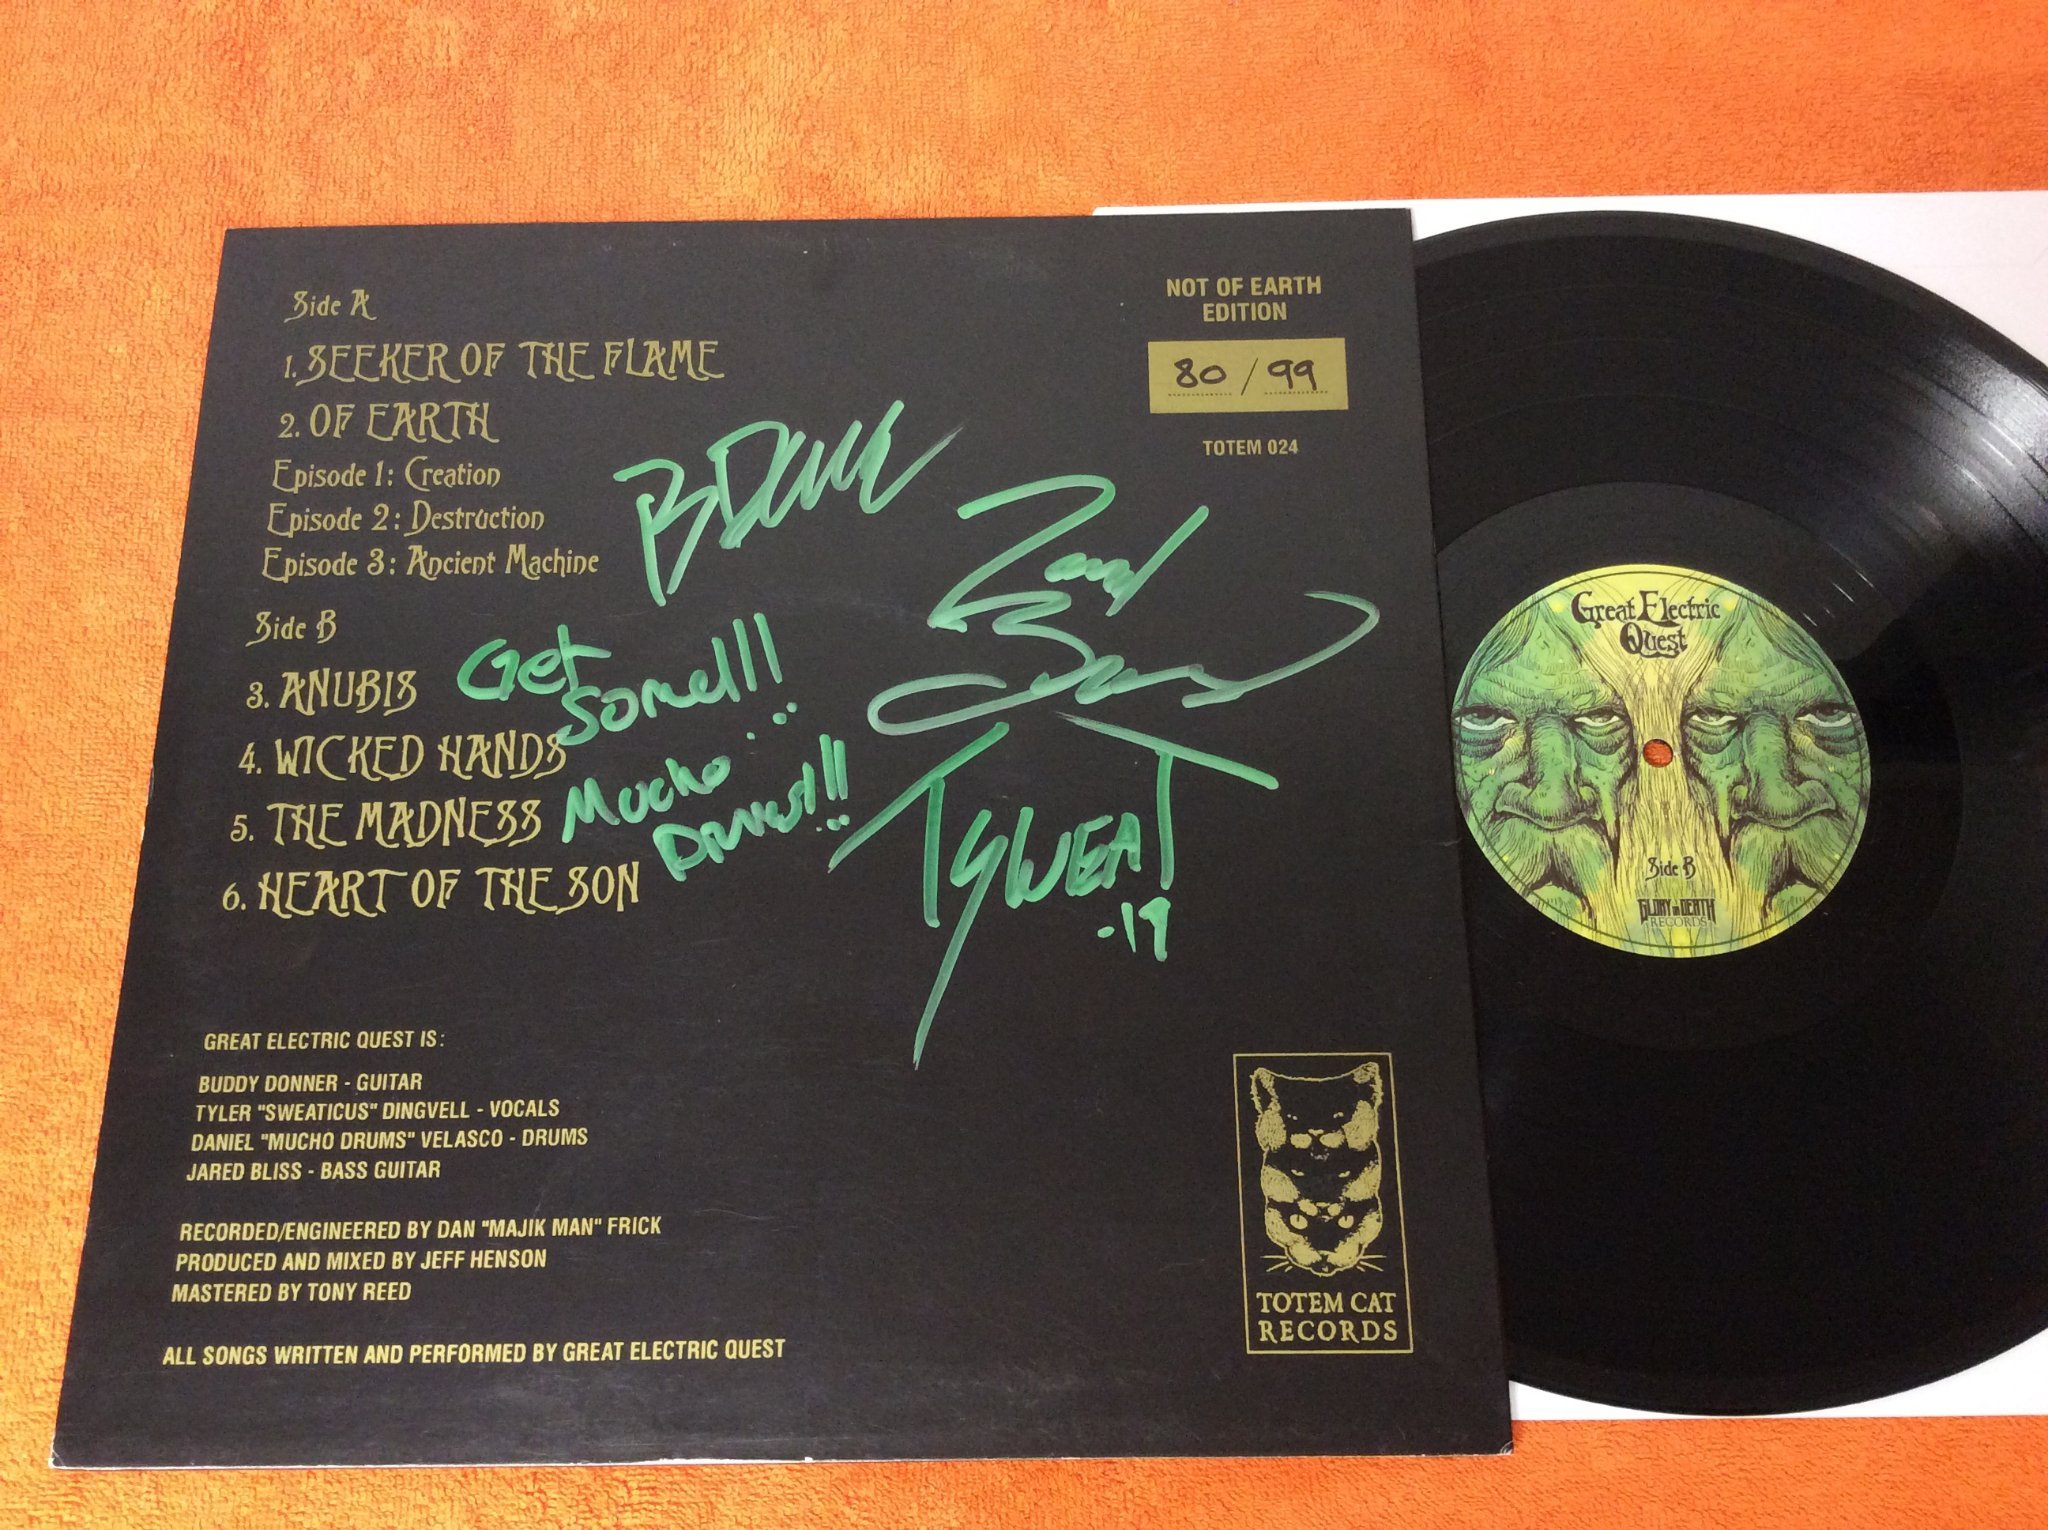 Side A
1. SEEKER OF THE FLAME
2. OF EARTH
Episode 1: Creation
Episode 2: Destruction
Episode 3: Ancient Machine
Side B
3. ANUBIS
4. WICKED HANDS
5. THE MADNESS
6. HEART OF THE SON
NOT OF EARTH
EDITION
80 / 99
TOTEM 024
Get
Some!!!
Mucho
Drums!!!
TySWEAT
-19
GREAT ELECTRIC QUEST IS:
BUDDY DONNER - GUITAR
TYLER "SWEATICUS" DINGVELL - VOCALS
DANIEL "MUCHO DRUMS" VELASCO - DRUMS
JARED BLISS - BASS GUITAR
RECORDED/ENGINEERED BY DAN "MAJIK MAN" FRICK
PRODUCED AND MIXED BY JEFF HENSON
MASTERED BY TONY REED
ALL SONGS WRITTEN AND PERFORMED BY GREAT ELECTRIC QUEST
TOTEM CAT
RECORDS
Great Electric
Quest
Side B
GLORY OR DEATH
RECORDS